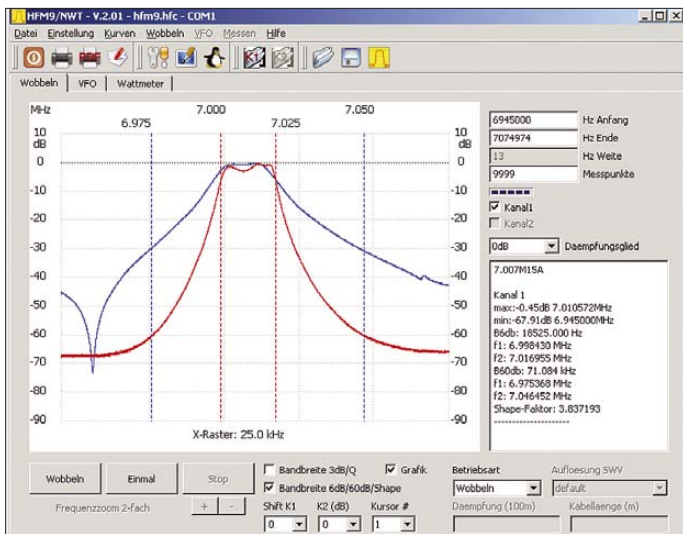 HFM9/NWT - V.2.01 - hfm9.hfc - COM1
Datei Einstellung Kurven Wobbeln VFO Messen Hilfe
K1
Wobbeln VFO Wattmeter
MHz 7.000 7.050
6.975 7.025
10 10
dB dB
0 0
-10 -10
-20 -20
-30 -30
-40 -40
-50 -50
-60 -60
-70 -70
-80 -80
-90 -90
X-Raster: 25.0 kHz
6945000 Hz Anfang
7074974 Hz Ende
13 Hz Weite
9999 Messpunkte
Kanal1
Kanal2
0dB Daempfungsglied
7.007M15A
Kanal 1
max:-0.45dB 7.010572MHz
min:-67.91dB 6.945000MHz
B6db: 18525.000 Hz
f1: 6.998430 MHz
f2: 7.016955 MHz
B60db: 71.084 kHz
f1: 6.975368 MHz
f2: 7.046452 MHz
Shape-Faktor: 3.837193
--------------------
Wobbeln Einmal Stop
Frequenzzoom 2-fach + -
Bandbreite 3dB/Q Grafik
Bandbreite 6dB/60dB/Shape
Shift K1 K2 (dB) Kursor #
0 0 1
Betriebsart Aufloesung SWV
Wobbeln default
Daempfung (100m) Kabellaenge (m)